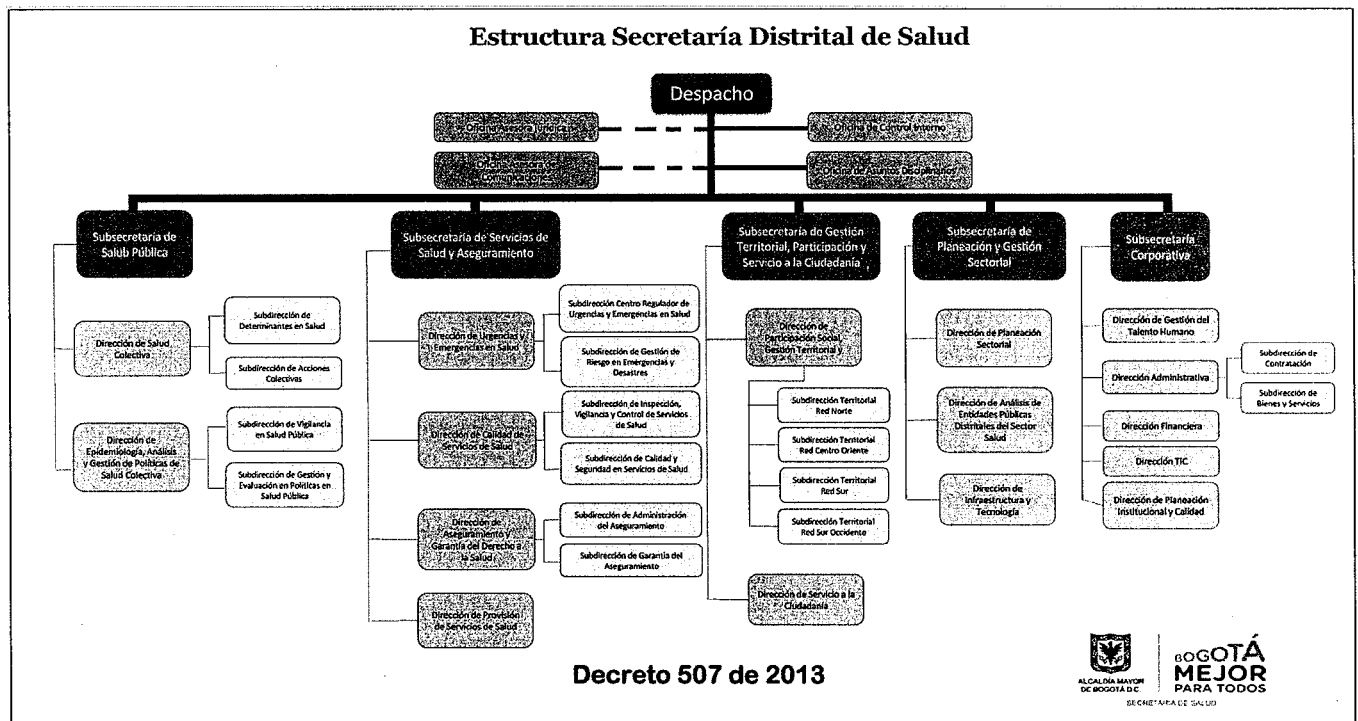 Estructura Secretaría Distrital de Salud
Despacho
Oficina Asesora Jurídica
Oficina de Control Interno
Oficina Asesora de
Comunicaciones
Oficina de Asuntos Disciplinarios
Subsecretaría de
Salud Pública
Subsecretaría de Servicios de
Salud y Aseguramiento
Subsecretaría de Gestión
Territorial, Participación y
Servicio a la Ciudadanía
Subsecretaría de
Planeación y Gestión
Sectorial
Subsecretaría
Corporativa
Dirección de Salud
Colectiva
Subdirección de
Determinantes en Salud
Subdirección de Acciones
Colectivas
Dirección de
Epidemiología, Análisis
y Gestión de Políticas de
Salud Colectiva
Subdirección de Vigilancia
en Salud Pública
Subdirección de Gestión y
Evaluación en Políticas en
Salud Pública
Dirección de Urgencias y
Emergencias en Salud
Subdirección Centro Regulador de
Urgencias y Emergencias en Salud
Subdirección de Gestión de
Riesgo en Emergencias y
Desastres
Dirección de Calidad de
Servicios de Salud
Subdirección de Inspección,
Vigilancia y Control de Servicios
de Salud
Subdirección de Calidad y
Seguridad en Servicios de Salud
Dirección de
Aseguramiento y
Garantía del Derecho a
la Salud
Subdirección de Administración
del Aseguramiento
Subdirección de Garantía del
Aseguramiento
Dirección de Provisión
de Servicios de Salud
Dirección de
Participación Social,
Gestión Territorial y
Subdirección Territorial
Red Norte
Subdirección Territorial
Red Centro Oriente
Subdirección Territorial
Red Sur
Subdirección Territorial
Red Sur Occidente
Dirección de Servicio a la
Ciudadanía
Dirección de Planeación
Sectorial
Dirección de Análisis de
Entidades Públicas
Distritales del Sector
Salud
Dirección de
Infraestructura y
Tecnología
Dirección de Gestión del
Talento Humano
Dirección Administrativa
Subdirección de
Contratación
Subdirección de
Bienes y Servicios
Dirección Financiera
Dirección TIC
Dirección de Planeación
Institucional y Calidad
Decreto 507 de 2013
ALCALDÍA MAYOR
DE BOGOTÁ D.C.
SECRETARÍA DE SALUD
BOGOTÁ
MEJOR
PARA TODOS